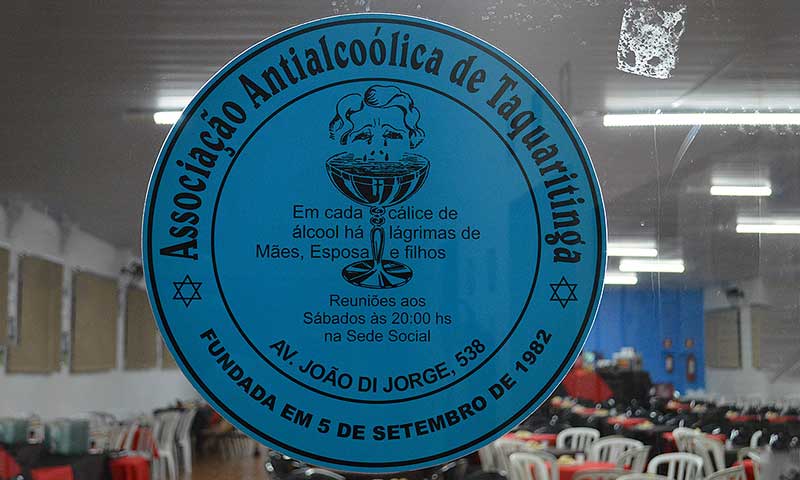 Associação Antialcoólica de Taquaritinga
Em cada cálice de
álcool há lágrimas de
Mães, Esposa e filhos
Reuniões aos
Sábados às 20:00 hs
na Sede Social
AV. JOÃO DI JORGE, 538
FUNDADA EM 5 DE SETEMBRO DE 1982